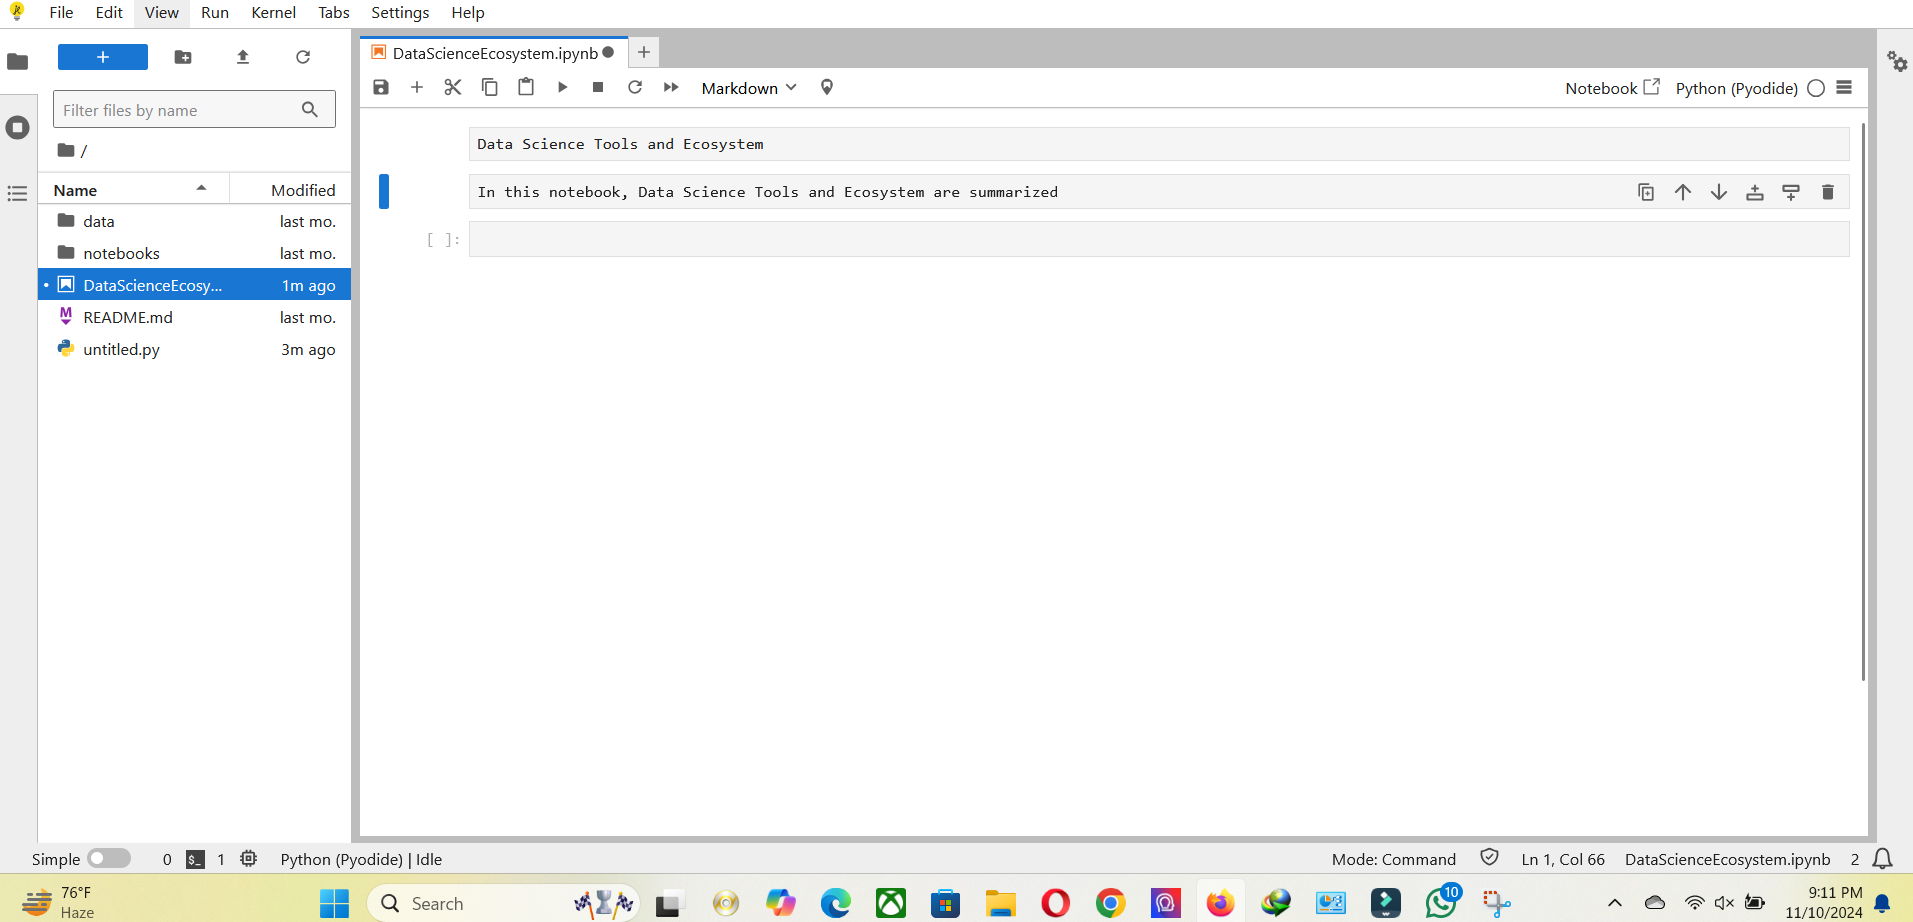 File Edit View Run Kernel Tabs Settings Help
DataScienceEcosystem.ipynb
Markdown
Notebook Python (Pyodide)
Filter files by name
/
Name Modified
data last mo.
notebooks last mo.
DataScienceEcosy... 1m ago
README.md last mo.
untitled.py 3m ago
Data Science Tools and Ecosystem
In this notebook, Data Science Tools and Ecosystem are summarized
[ ]:
Simple 0 $_ 1 Python (Pyodide) | Idle Mode: Command Ln 1, Col 66 DataScienceEcosystem.ipynb 2
76°F
Haze
Search
10
9:11 PM
11/10/2024